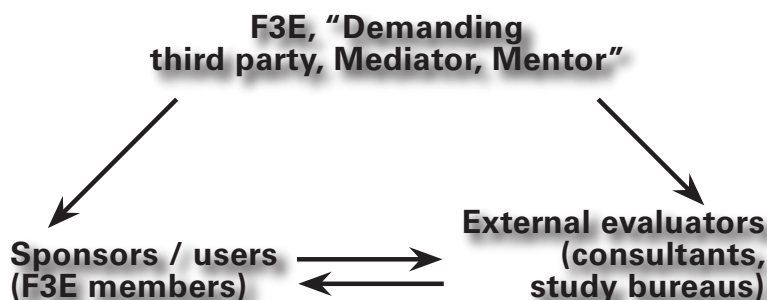 F3E, “Demanding
third party, Mediator, Mentor”
Sponsors / users
(F3E members)
External evaluators
(consultants,
study bureaus)